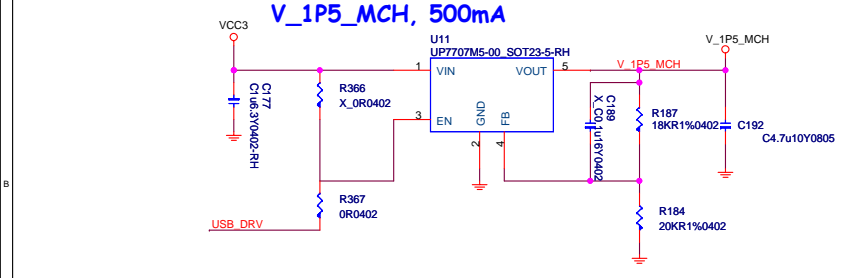 V_1P5_MCH, 500mA
VCC3
U11
UP7707M5-00_SOT23-5-RH
V_1P5_MCH
1
VIN
VOUT
5
V_1P5_MCH
C177
C1u6.3Y0402-RH
R366
X_0R0402
3
EN
GND
FB
2
4
C189
X_C0.1u16Y0402
R187
18KR1%0402
C192
C4.7u10Y0805
B
R367
0R0402
USB_DRV
R184
20KR1%0402